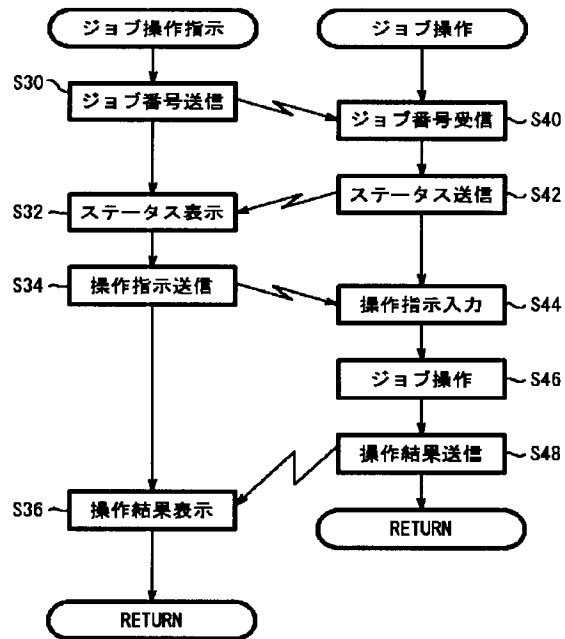 ジョブ操作指示
ジョブ操作
S30
ジョブ番号送信
ジョブ番号受信
S40
S32
ステータス表示
ステータス送信
S42
S34
操作指示送信
操作指示入力
S44
ジョブ操作
S46
操作結果送信
S48
S36
操作結果表示
RETURN
RETURN